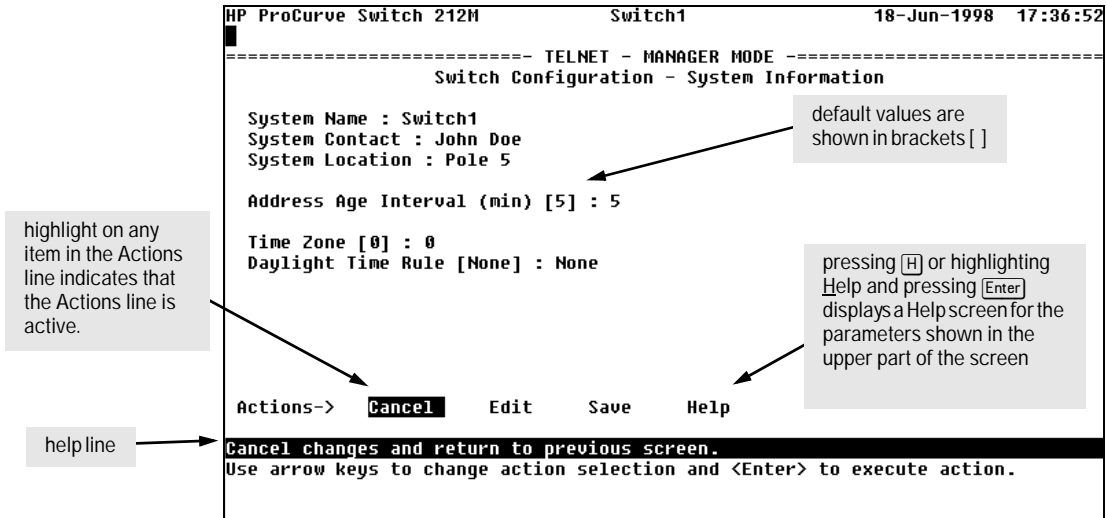 HP ProCurve Switch 212M Switch1 18-Jun-1998 17:36:52
==========================- TELNET - MANAGER MODE -============================
Switch Configuration - System Information
System Name : Switch1
System Contact : John Doe
System Location : Pole 5
default values are
shown in brackets [ ]
Address Age Interval (min) [5] : 5
Time Zone [0] : 0
Daylight Time Rule [None] : None
highlight on any
item in the Actions
line indicates that
the Actions line is
active.
pressing H or highlighting
Help and pressing Enter
displays a Help screen for the
parameters shown in the
upper part of the screen
Actions-> Cancel Edit Save Help
help line
Cancel changes and return to previous screen.
Use arrow keys to change action selection and <Enter> to execute action.